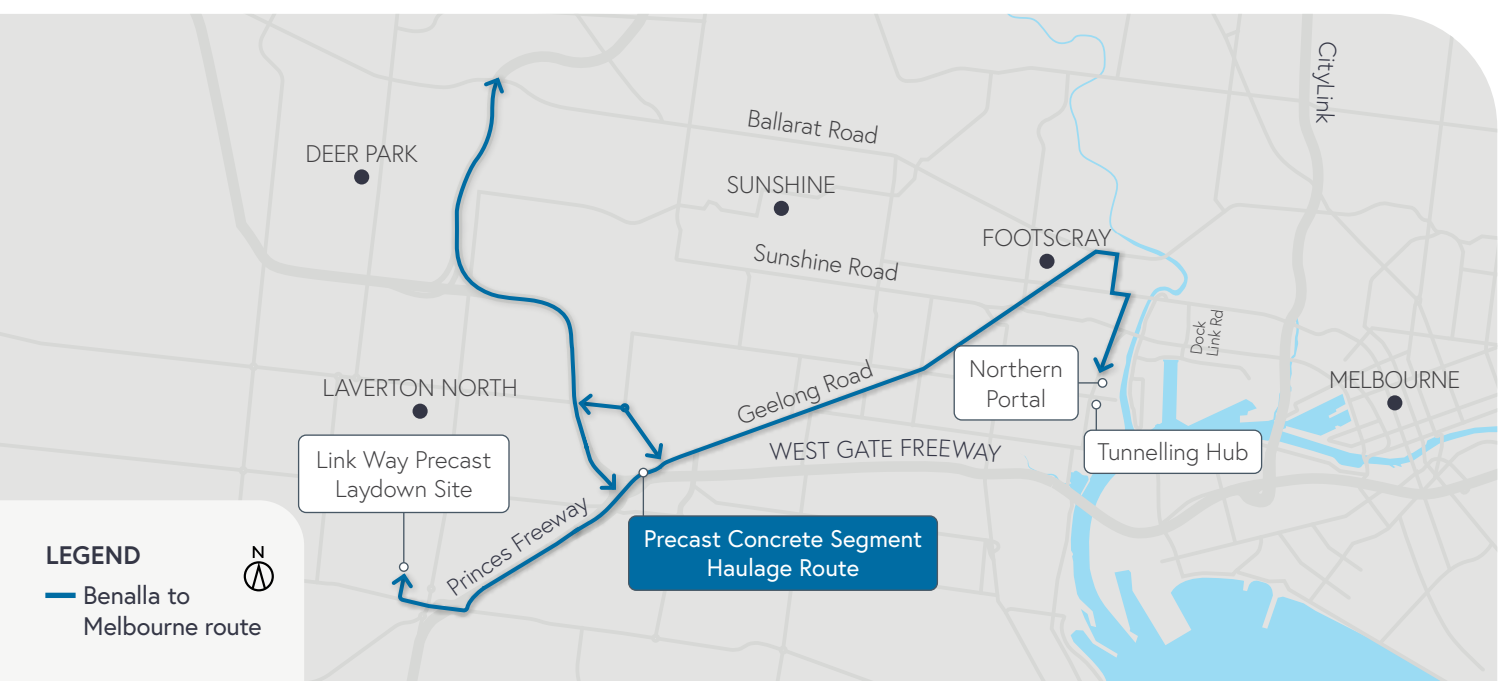 CityLink
Ballarat Road
DEER PARK
SUNSHINE
FOOTSCRAY
Sunshine Road
Dock
Link Rd
Northern
Portal
MELBOURNE
LAVERTON NORTH
Geelong Road
WEST GATE FREEWAY
Tunnelling Hub
Link Way Precast
Laydown Site
Princes Freeway
Precast Concrete Segment
Haulage Route
LEGEND
N
Benalla to
Melbourne route